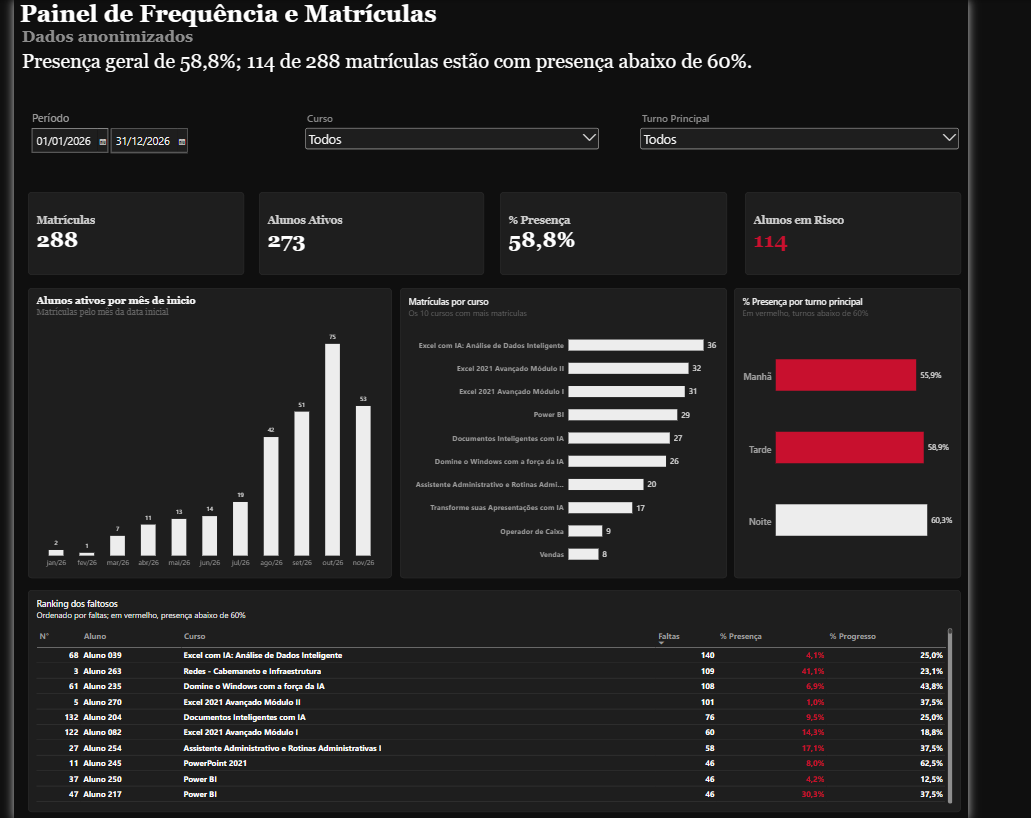 Painel de Frequência e Matrículas
Dados anonimizados
Presença geral de 58,8%; 114 de 288 matrículas estão com presença abaixo de 60%.
Período
01/01/2026 31/12/2026
Curso
Todos
Turno Principal
Todos
Matrículas
288
Alunos Ativos
273
% Presença
58,8%
Alunos em Risco
114
Alunos ativos por mês de inicio
Matrículas pelo mês da data inicial
2
1
7
11
13
14
19
42
51
75
53
jan/26 fev/26 mar/26 abr/26 mai/26 jun/26 jul/26 ago/26 set/26 out/26 nov/26
Matrículas por curso
Os 10 cursos com mais matrículas
Excel com IA: Análise de Dados Inteligente 36
Excel 2021 Avançado Módulo II 32
Excel 2021 Avançado Módulo I 31
Power BI 29
Documentos Inteligentes com IA 27
Domine o Windows com a força da IA 26
Assistente Administrativo e Rotinas Admi... 20
Transforme suas Apresentações com IA 17
Operador de Caixa 9
Vendas 8
% Presença por turno principal
Em vermelho, turnos abaixo de 60%
Manhã 55,9%
Tarde 58,9%
Noite 60,3%
Ranking dos faltosos
Ordenado por faltas; em vermelho, presença abaixo de 60%
N° Aluno Curso Faltas % Presença % Progresso
68 Aluno 039 Excel com IA: Análise de Dados Inteligente 140 4,1% 25,0%
3 Aluno 263 Redes - Cabemaneto e Infraestrutura 109 41,1% 23,1%
61 Aluno 235 Domine o Windows com a força da IA 108 6,9% 43,8%
5 Aluno 270 Excel 2021 Avançado Módulo II 101 1,0% 37,5%
132 Aluno 204 Documentos Inteligentes com IA 76 9,5% 25,0%
122 Aluno 082 Excel 2021 Avançado Módulo I 60 14,3% 18,8%
27 Aluno 254 Assistente Administrativo e Rotinas Administrativas I 58 17,1% 37,5%
11 Aluno 245 PowerPoint 2021 46 8,0% 62,5%
37 Aluno 250 Power BI 46 4,2% 12,5%
47 Aluno 217 Power BI 46 30,3% 37,5%